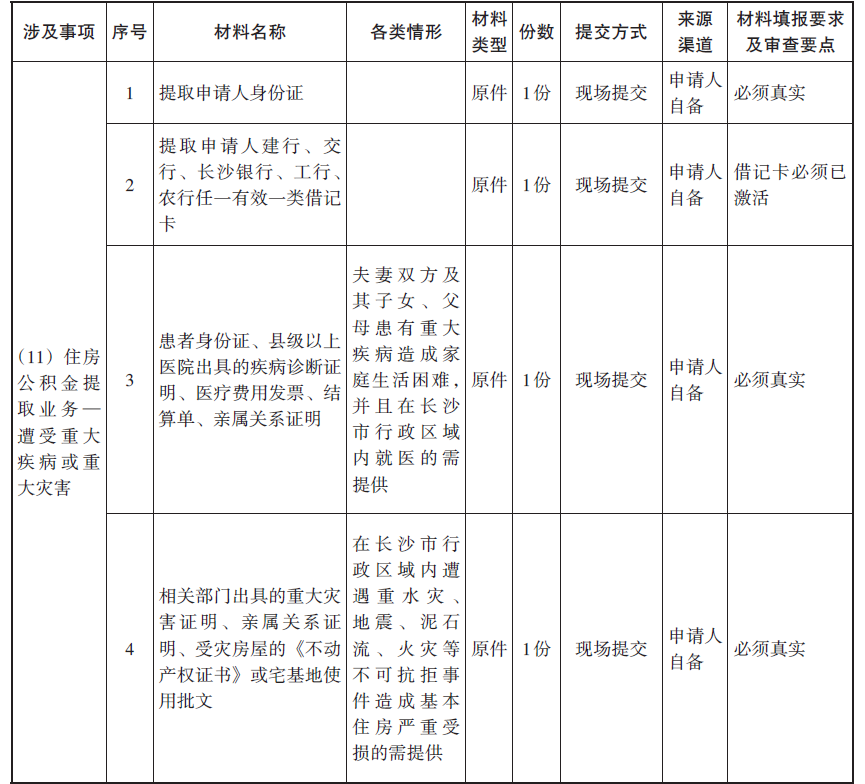 涉及事项
序号
材料名称
各类情形
材料
类型
份数
提交方式
来源
渠道
材料填报要求
及审查要点
(11)住房
公积金提
取业务—
遭受重大
疾病或重
大灾害
1
提取申请人身份证
原件
1份
现场提交
申请人
自备
必须真实
2
提取申请人建行、交
行、长沙银行、工行、
农行任一有效一类借记
卡
原件
1份
现场提交
申请人
自备
借记卡必须已
激活
3
患者身份证、县级以上
医院出具的疾病诊断证
明、医疗费用发票、结
算单、亲属关系证明
夫妻双方及
其子女、父
母患有重大
疾病造成家
庭生活困难，
并且在长沙
市行政区域
内就医的需
提供
原件
1份
现场提交
申请人
自备
必须真实
4
相关部门出具的重大灾
害证明、亲属关系证
明、受灾房屋的《不动
产权证书》或宅基地使
用批文
在长沙市行
政区域内遭
遇重水灾、
地震、泥石
流、火灾等
不可抗拒事
件造成基本
住房严重受
损的需提供
原件
1份
现场提交
申请人
自备
必须真实